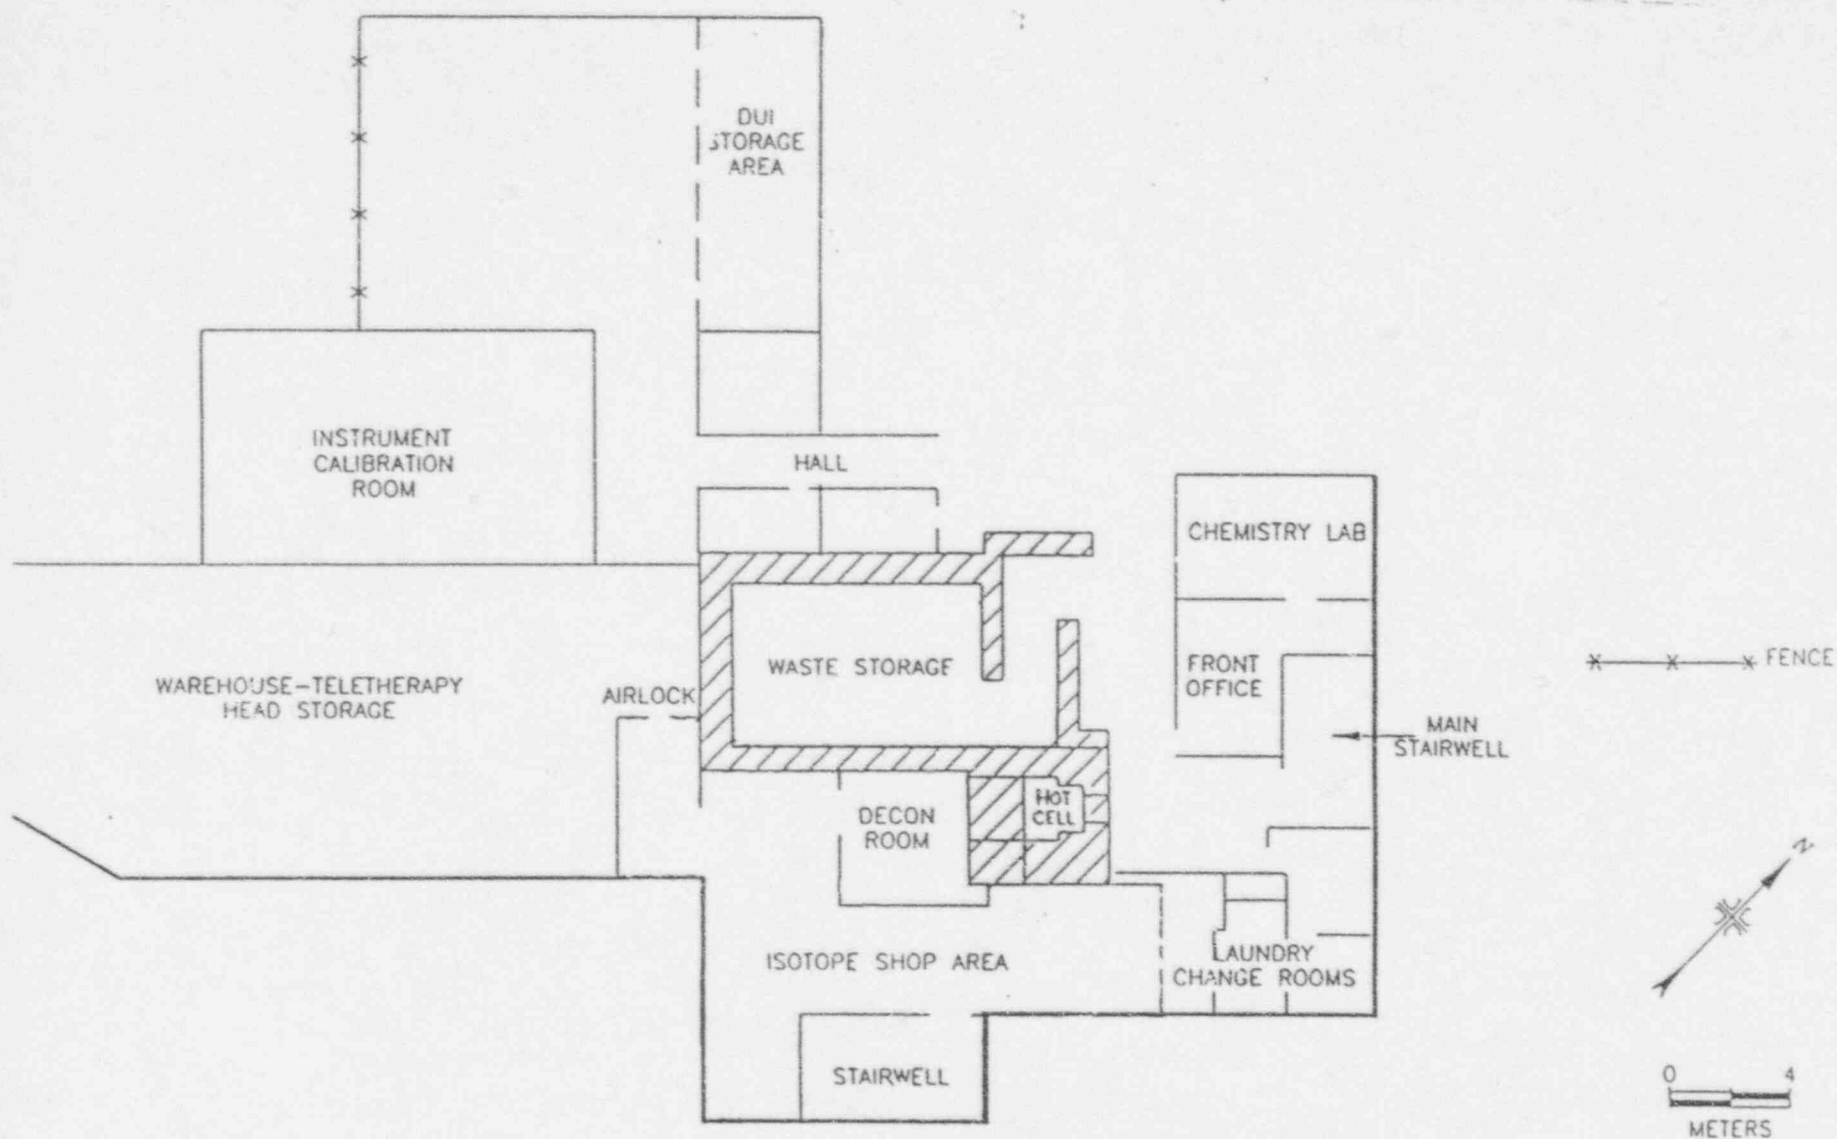 DUI
STORAGE
AREA
INSTRUMENT
CALIBRATION
ROOM
HALL
CHEMISTRY LAB
WASTE STORAGE
FRONT
OFFICE
FENCE
WAREHOUSE-TELETHERAPY
HEAD STORAGE
AIRLOCK
MAIN
STAIRWELL
DECON
ROOM
HOT
CELL
N
ISOTOPE SHOP AREA
LAUNDRY
CHANGE ROOMS
STAIRWELL
0 4
METERS